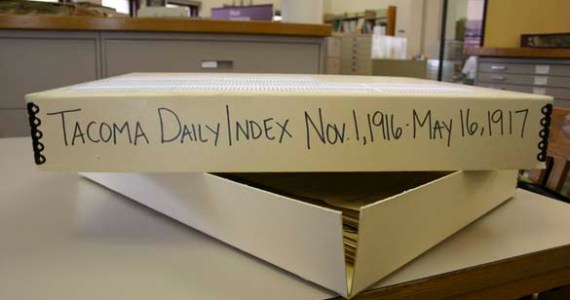 TACOMA DAILY INDEX NOV. 1, 1916 - MAY 16, 1917